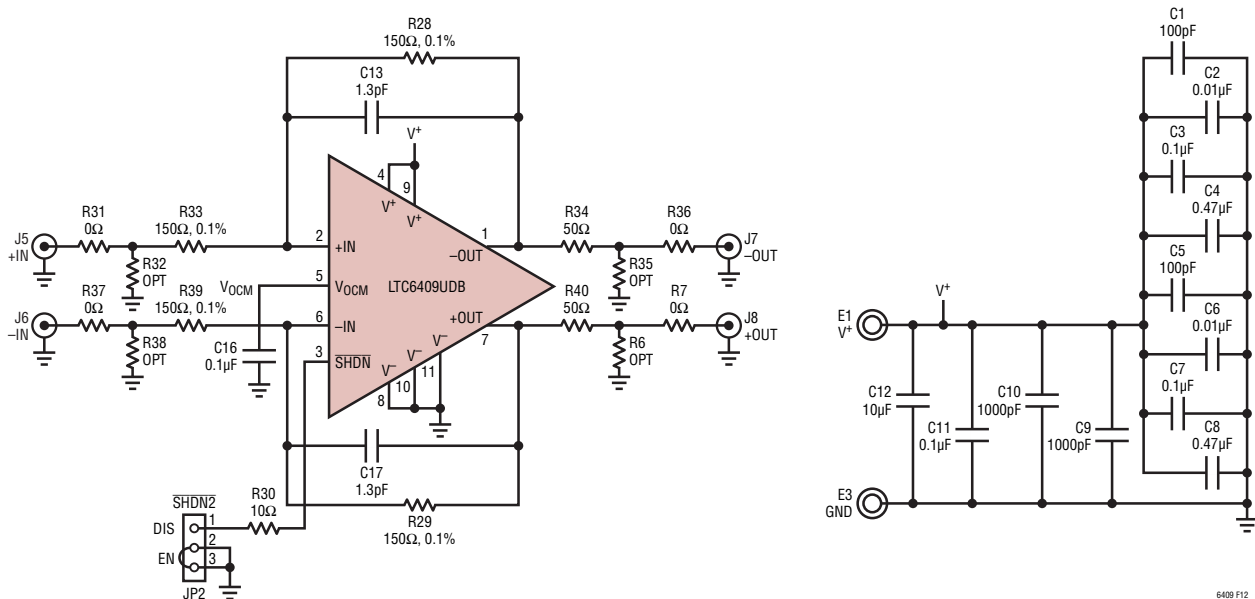 R28
150Ω, 0.1%
C13
1.3pF
V+
4
9
V+
V+
R31
0Ω
R33
150Ω, 0.1%
J5
+IN
R32
OPT
2
+IN
1
–OUT
R34
50Ω
R36
0Ω
J7
–OUT
R35
OPT
VOCM
5
VOCM
LTC6409UDB
R37
0Ω
R39
150Ω, 0.1%
J6
–IN
R38
OPT
6
–IN
+OUT
7
R40
50Ω
R7
0Ω
J8
+OUT
R6
OPT
C16
0.1µF
3
SHDN
V–
V–
V–
8
10
11
C17
1.3pF
R29
150Ω, 0.1%
SHDN2
R30
10Ω
DIS
1
2
EN
3
JP2
C1
100pF
C2
0.01µF
C3
0.1µF
C4
0.47µF
C5
100pF
C6
0.01µF
C7
0.1µF
C8
0.47µF
E1
V+
V+
C12
10µF
C11
0.1µF
C10
1000pF
C9
1000pF
E3
GND
6409 F12